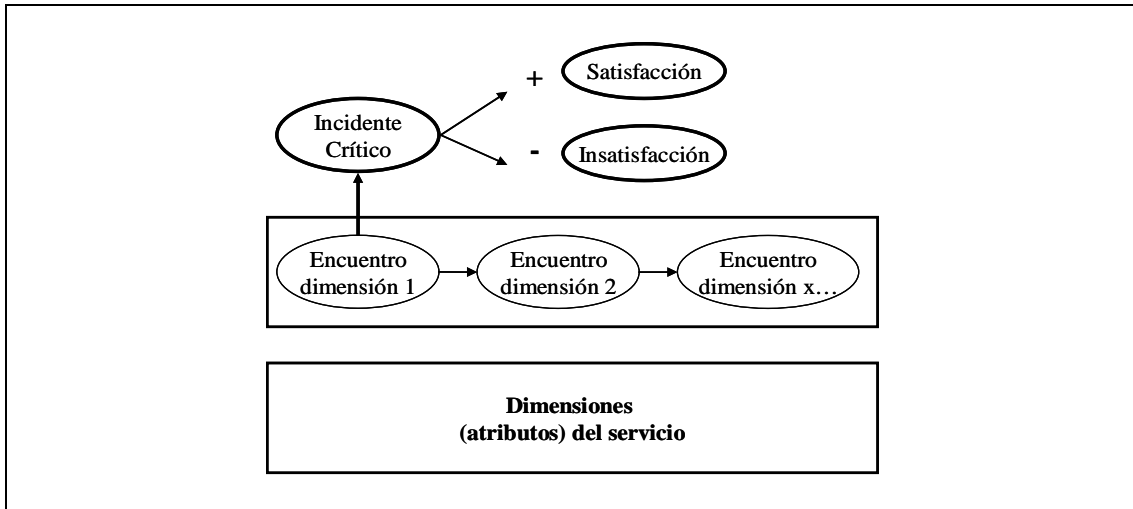 +
Satisfacción
Incidente
Crítico
-
Insatisfacción
Encuentro
dimensión 1
Encuentro
dimensión 2
Encuentro
dimensión x…
Dimensiones
(atributos) del servicio